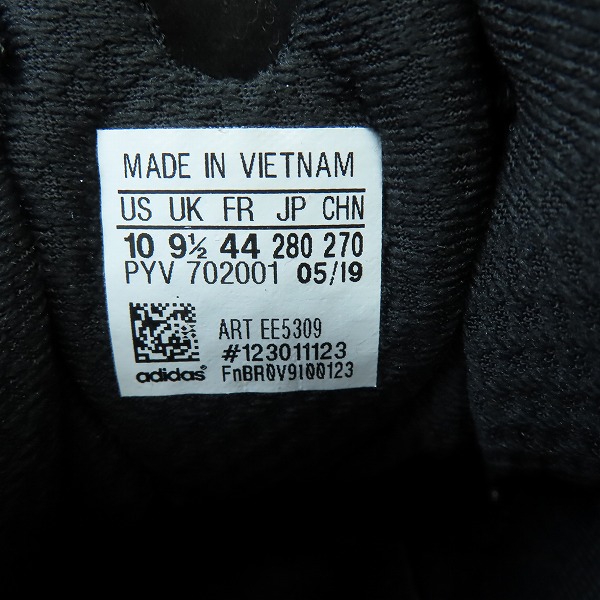 MADE IN VIETNAM
US UK FR JP CHN
10 9½ 44 280 270
PYV 702001 05/19
ART EE5309
#123011123
adidas® FnBR0V9I00123